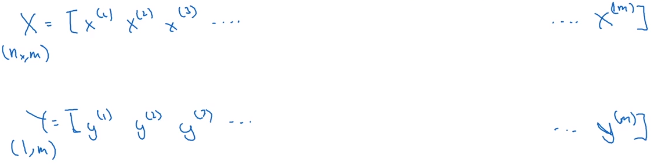 X = [ x^(1) x^(2) x^(3) .... .... x^(m) ]
(n_x, m)
Y = [ y^(1) y^(2) y^(3) ... ... y^(m) ]
(1, m)